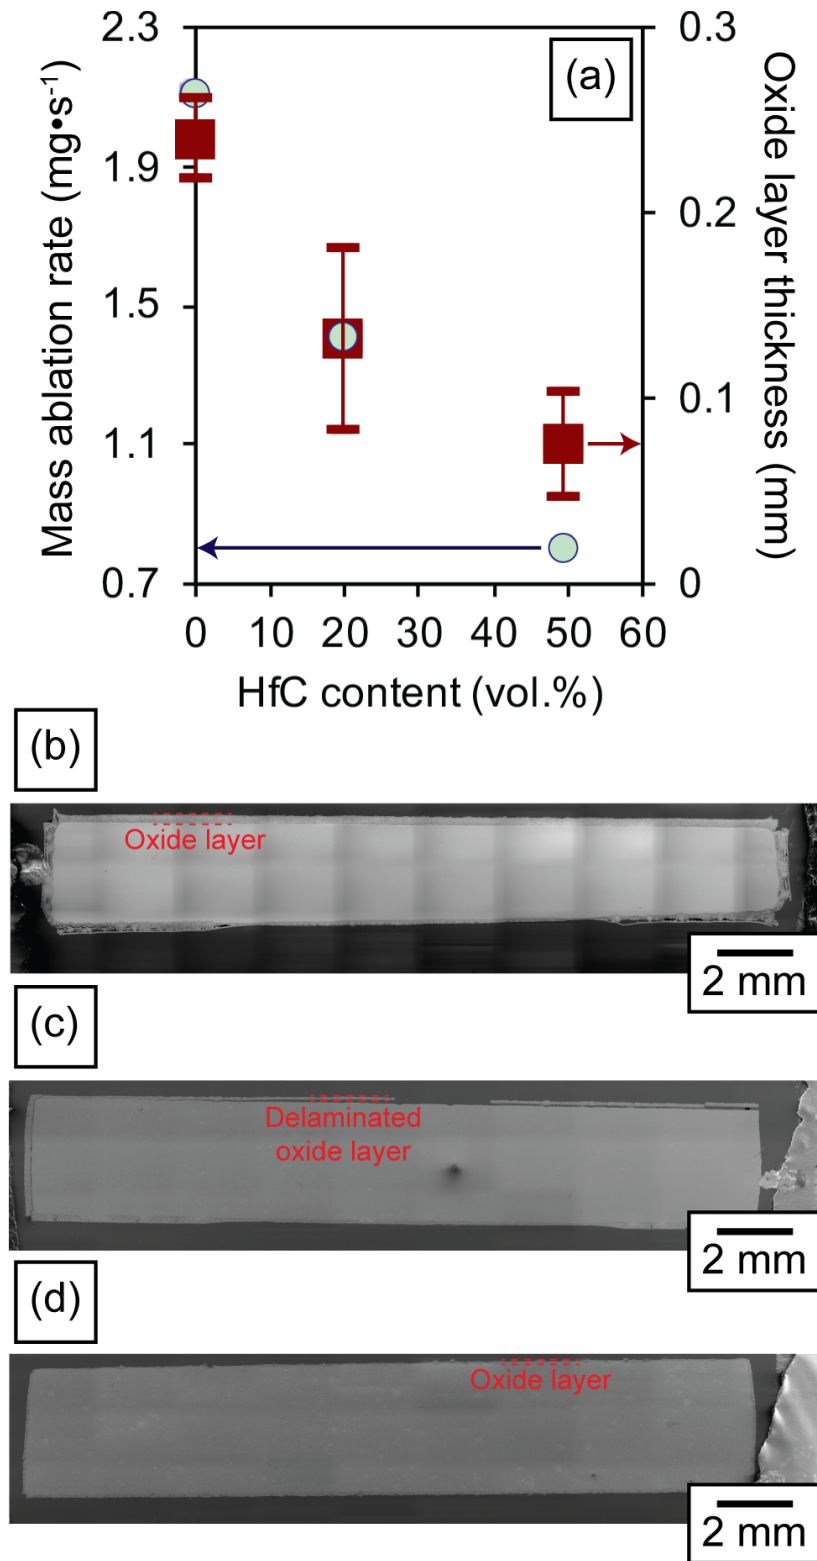 (a)
Mass ablation rate (mg•s⁻¹)
2.3
1.9
1.5
1.1
0.7
Oxide layer thickness (mm)
0.3
0.2
0.1
0
0 10 20 30 40 50 60
HfC content (vol.%)
(b)
Oxide layer
2 mm
(c)
Delaminated
oxide layer
2 mm
(d)
Oxide layer
2 mm